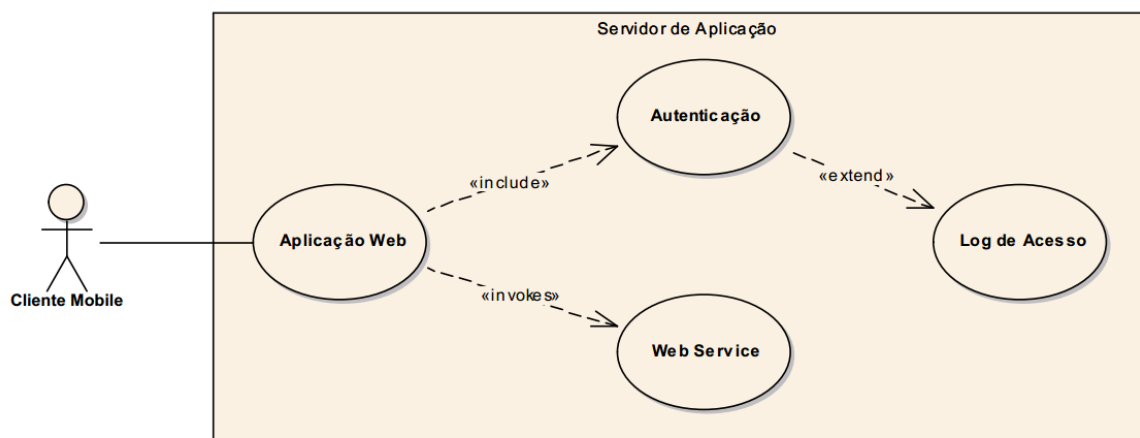 Servidor de Aplicação
Autenticação
«include»
«extend»
Aplicação Web
Log de Acesso
Cliente Mobile
«invokes»
Web Service